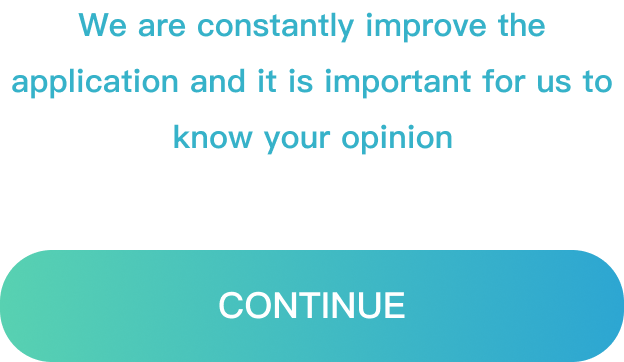 We are constantly improve the
application and it is important for us to
know your opinion
CONTINUE